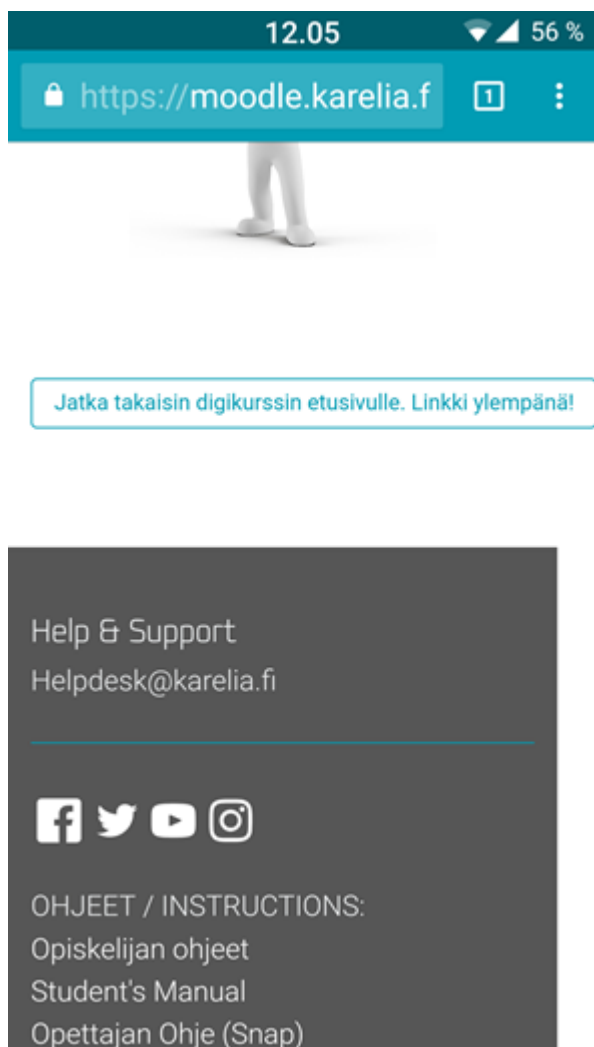 12.05 56 %
https://moodle.karelia.f 1
Jatka takaisin digikurssin etusivulle. Linkki ylempänä!
Help & Support
Helpdesk@karelia.fi
OHJEET / INSTRUCTIONS:
Opiskelijan ohjeet
Student's Manual
Opettajan Ohje (Snap)